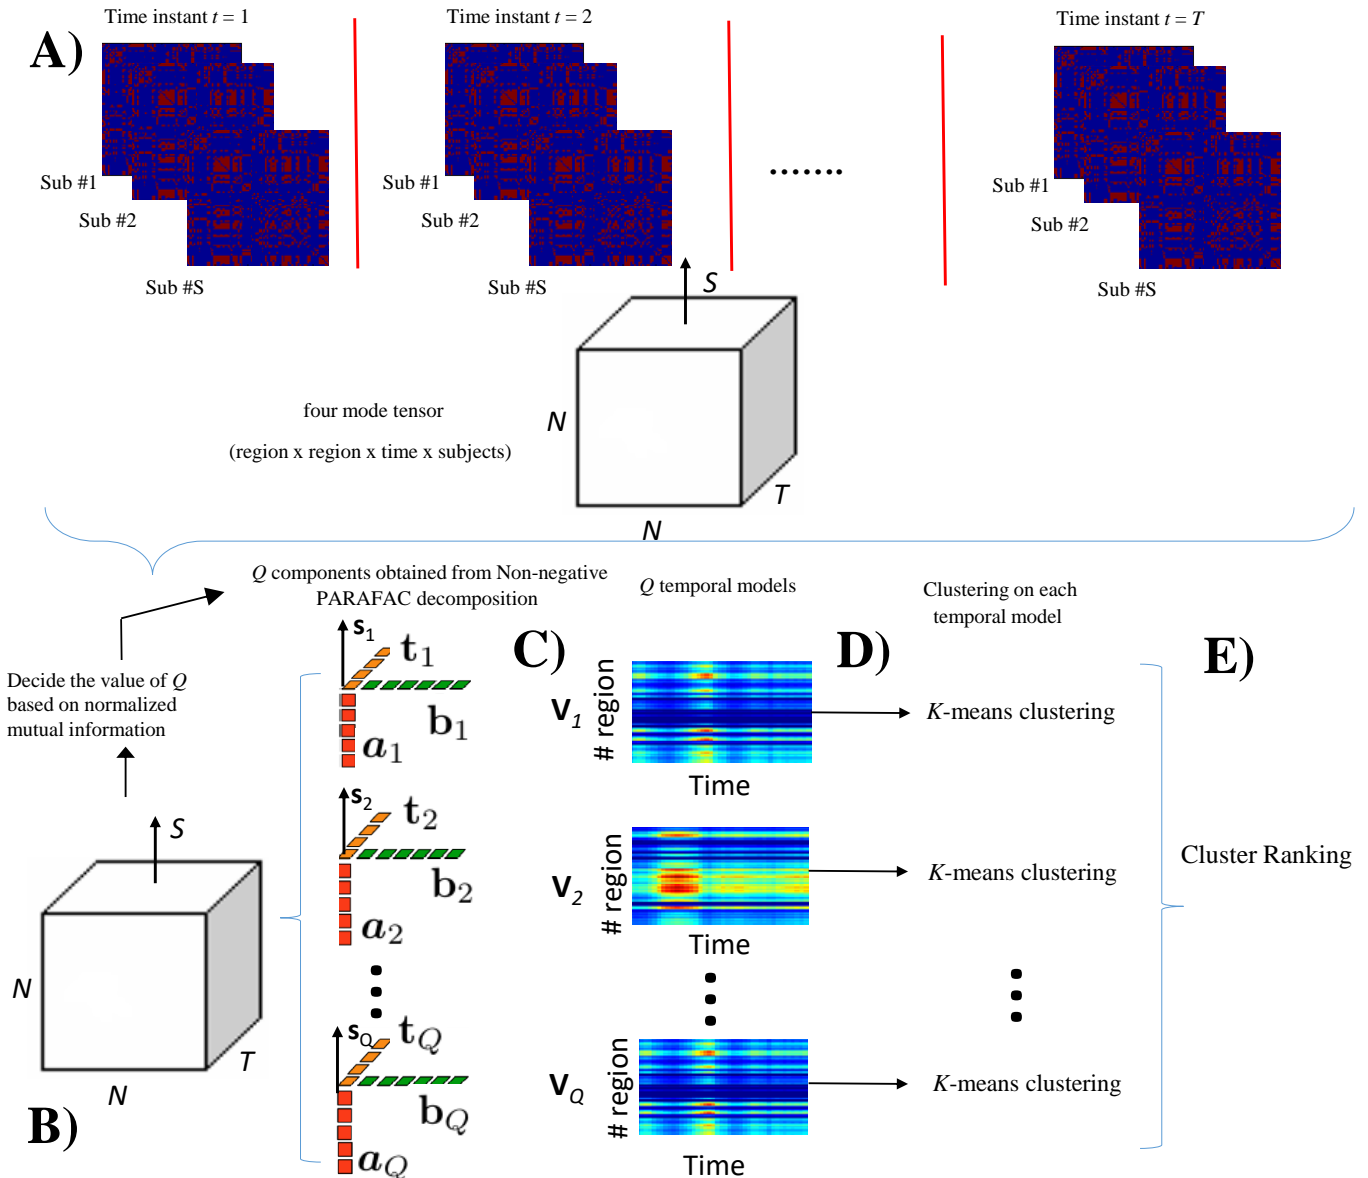 A)
Time instant t = 1
Time instant t = 2
Time instant t = T
Sub #1
Sub #2
Sub #S
Sub #1
Sub #2
Sub #S
.......
Sub #1
Sub #2
Sub #S
four mode tensor
(region x region x time x subjects)
S
N
T
N
Decide the value of Q
based on normalized
mutual information
S
N
T
N
B)
Q components obtained from Non-negative
PARAFAC decomposition
s1
t1
b1
a1
s2
t2
b2
a2
sQ
tQ
bQ
aQ
C)
Q temporal models
V1
# region
Time
V2
# region
Time
VQ
# region
Time
D)
Clustering on each
temporal model
K-means clustering
K-means clustering
K-means clustering
E)
Cluster Ranking